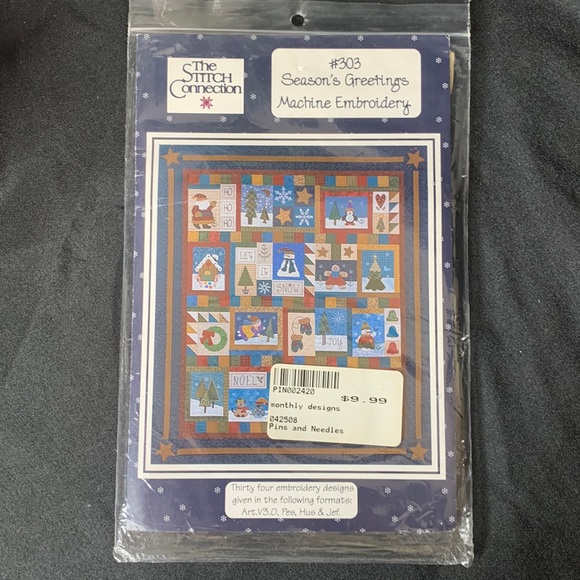 The
STITCH
Connection
#303
Season's Greetings
Machine Embroidery
HO
HO
HO
LET
IT
SNOW
JOY
NOEL
PIN002420
$9.99
monthly designs
042508
Pins and Needles
Thirty four embroidery designs
given in the following formats:
Art.V3.0, Pes, Hus & Jef.